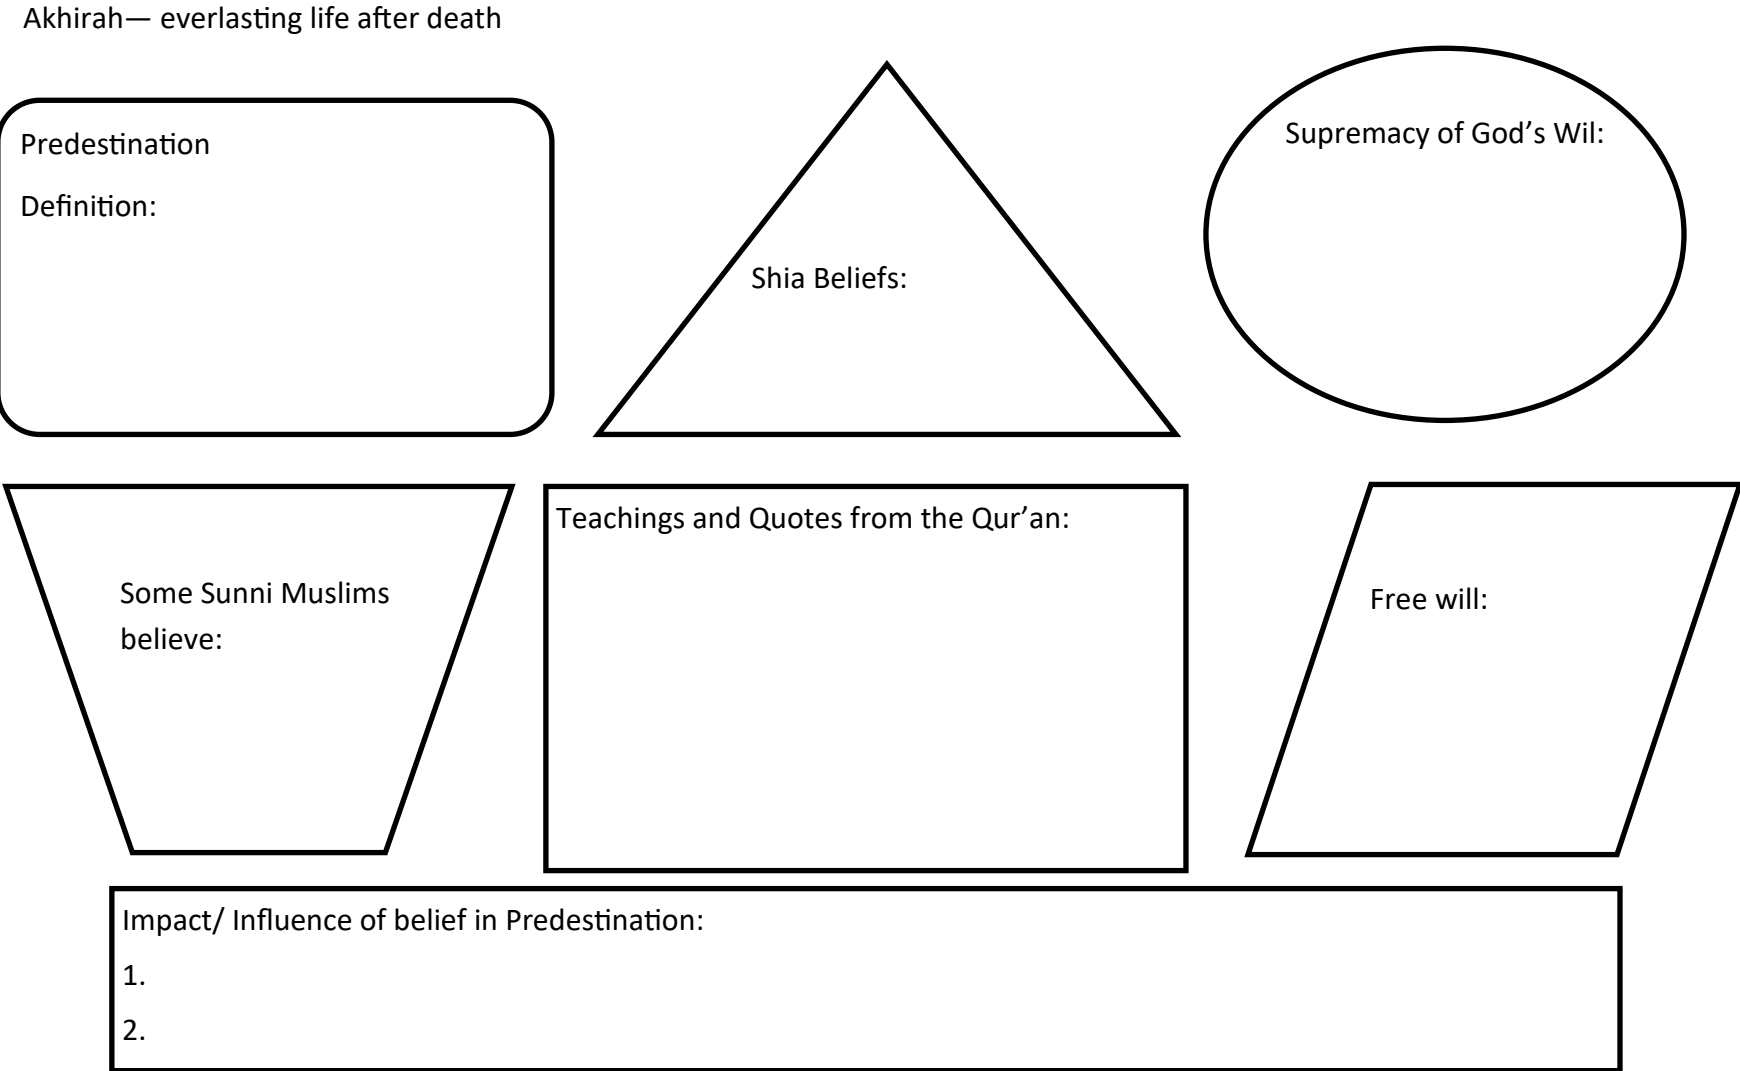 Akhirah— everlasting life after death
Predestination
Definition:
Shia Beliefs:
Supremacy of God’s Wil:
Some Sunni Muslims
believe:
Teachings and Quotes from the Qur’an:
Free will:
Impact/ Influence of belief in Predestination:
1.
2.